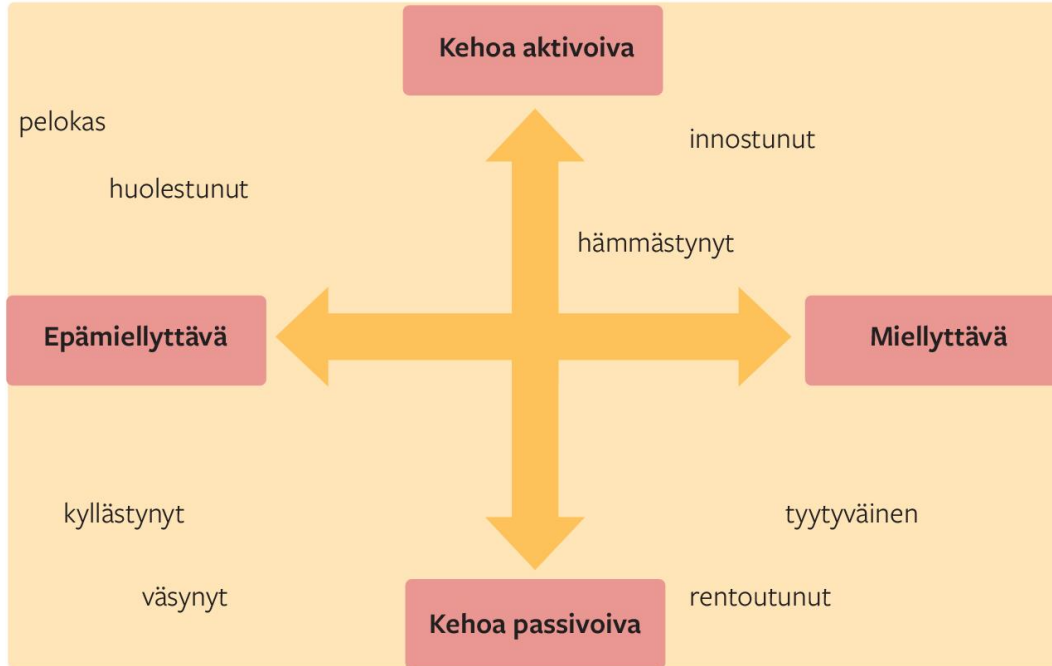 Kehoa aktivoiva
pelokas
innostunut
huolestunut
hämmästynyt
Epämiellyttävä
Miellyttävä
kyllästynyt
tyytyväinen
väsynyt
rentoutunut
Kehoa passivoiva